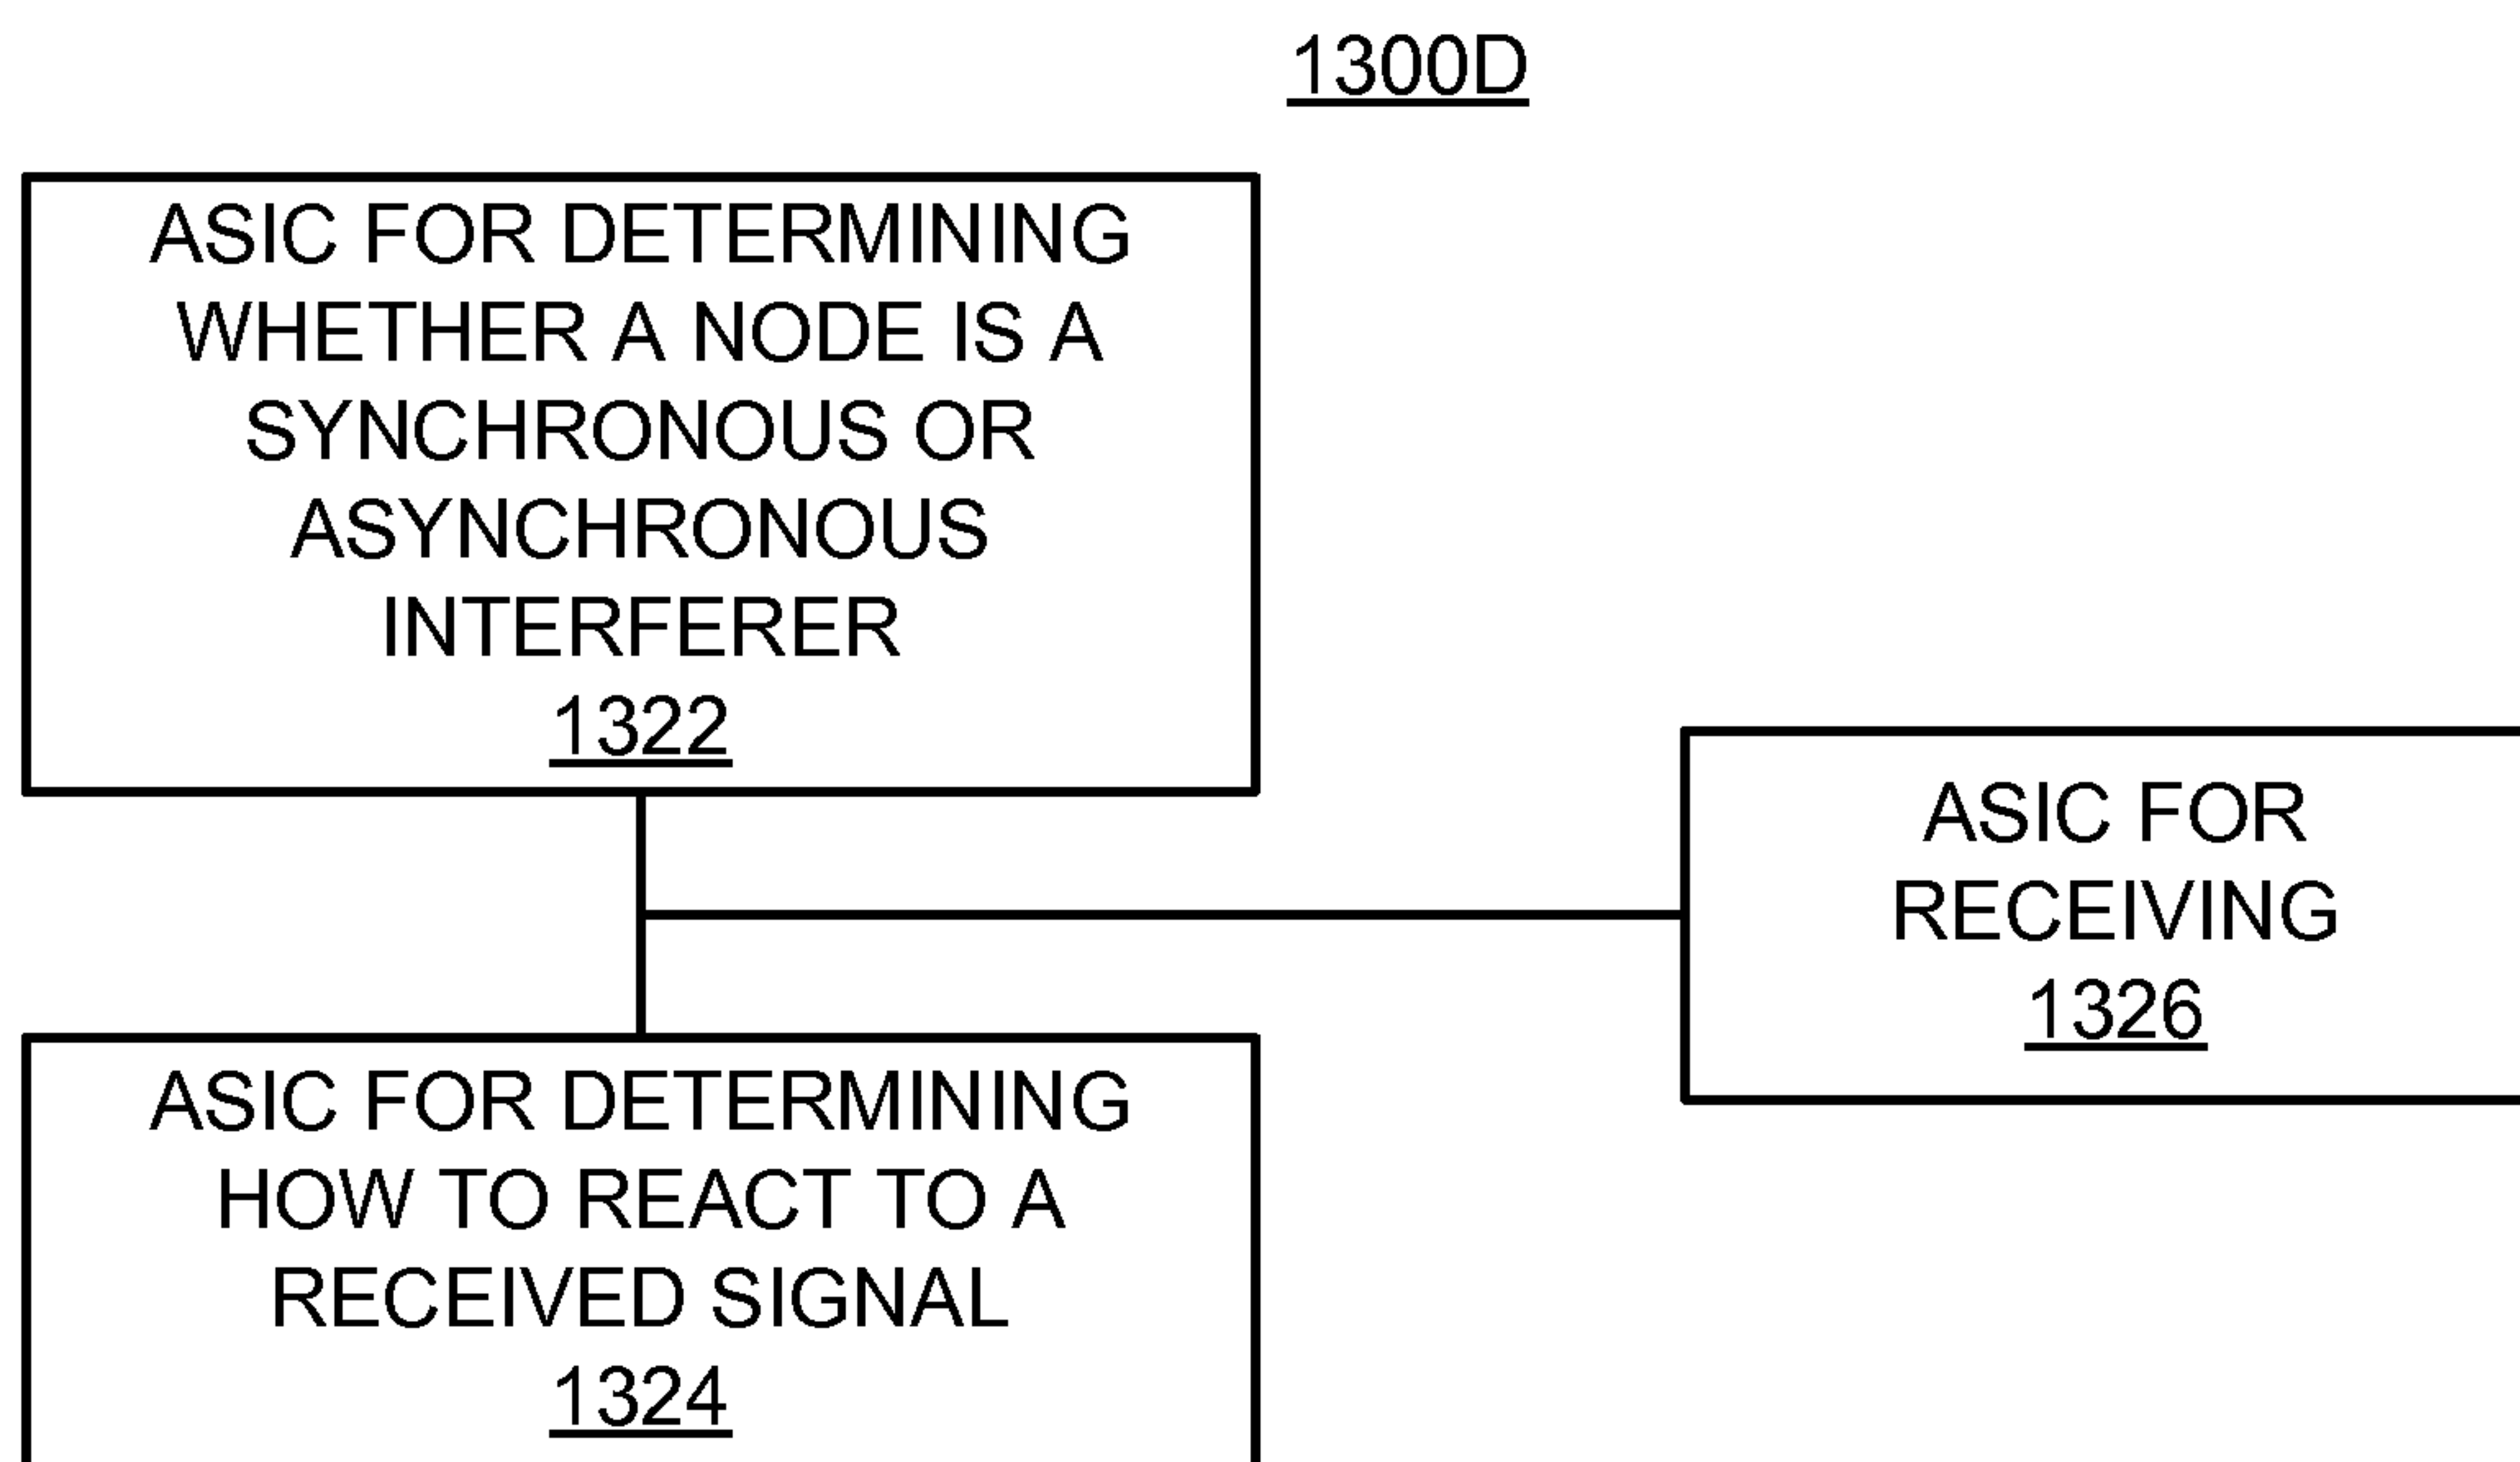 1300D
ASIC FOR DETERMINING
WHETHER A NODE IS A
SYNCHRONOUS OR
ASYNCHRONOUS
INTERFERER
1322
ASIC FOR
RECEIVING
1326
ASIC FOR DETERMINING
HOW TO REACT TO A
RECEIVED SIGNAL
1324